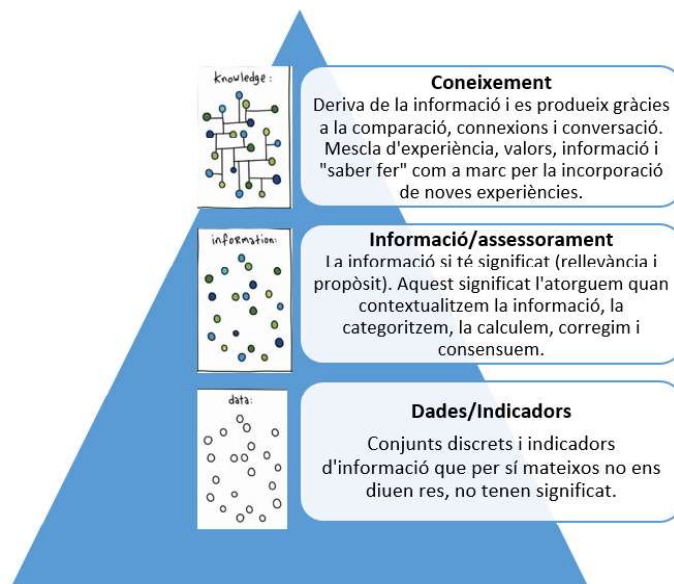 knowledge:
Coneixement
Deriva de la informació i es produeix gràcies
a la comparació, connexions i conversació.
Mescla d'experiència, valors, informació i
"saber fer" com a marc per la incorporació
de noves experiències.
information:
Informació/assessorament
La informació si té significat (rellevància i
propòsit). Aquest significat l'atorguem quan
contextualitzem la informació, la
categoritzem, la calculem, corregim i
consensuem.
data:
Dades/Indicadors
Conjunts discrets i indicadors
d'informació que per sí mateixos no ens
diuen res, no tenen significat.